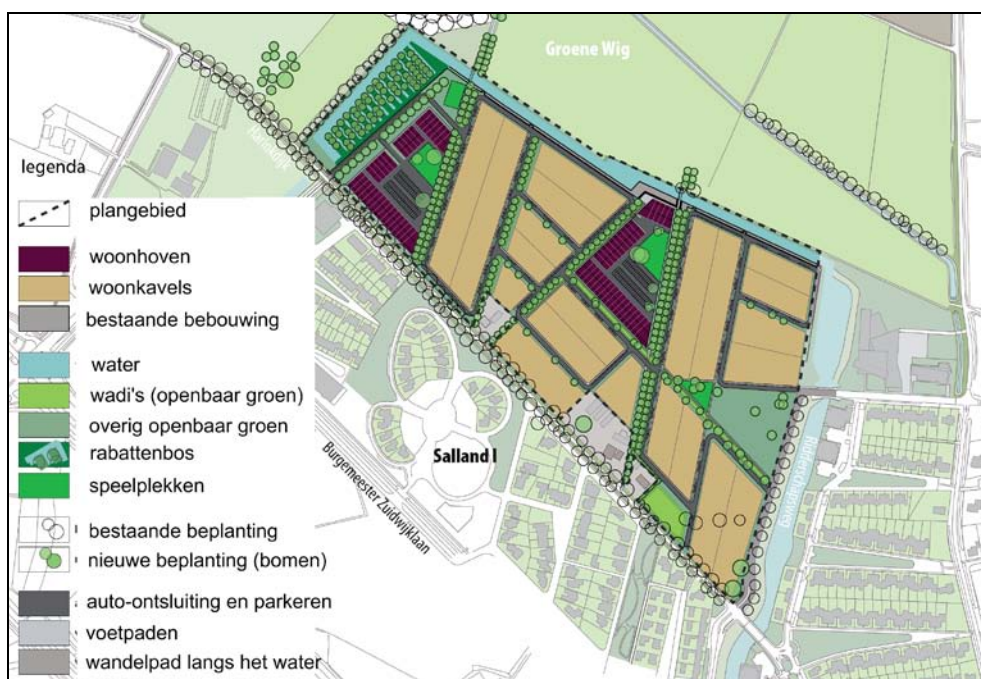 Groene Wig
legenda
plangebied
woonhoven
woonkavels
bestaande bebouwing
water
wadi's (openbaar groen)
overig openbaar groen
rabattenbos
speelplekken
bestaande beplanting
nieuwe beplanting (bomen)
auto-ontsluiting en parkeren
voetpaden
wandelpad langs het water
Salland I
Burgemeester Zuidwijklaan